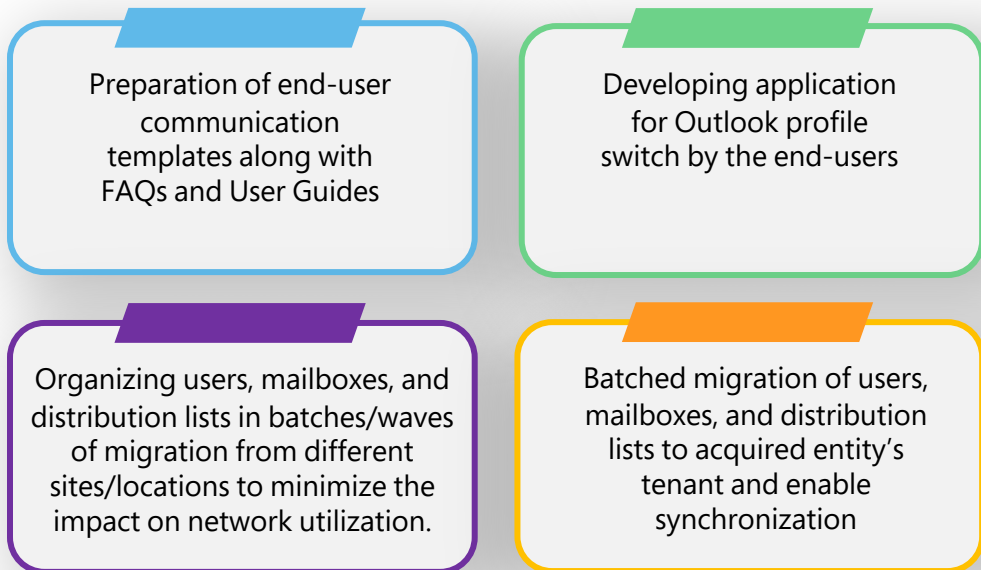 Preparation of end-user
communication
templates along with
FAQs and User Guides
Developing application
for Outlook profile
switch by the end-users
Organizing users, mailboxes, and
distribution lists in batches/waves
of migration from different
sites/locations to minimize the
impact on network utilization.
Batched migration of users,
mailboxes, and distribution
lists to acquired entity’s
tenant and enable
synchronization